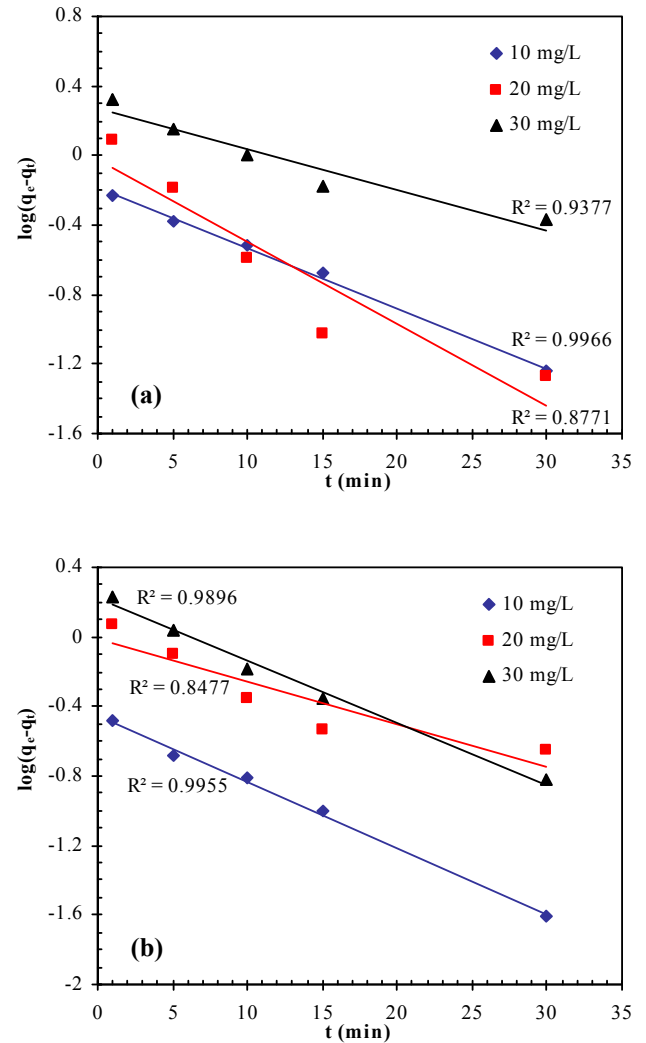 0.8
0.4
0
-0.4
-0.8
-1.2
-1.6
log(qe-qt)
10 mg/L
20 mg/L
30 mg/L
R² = 0.9377
R² = 0.9966
R² = 0.8771
(a)
0 5 10 15 20 25 30 35
t (min)
0.4
0
-0.4
-0.8
-1.2
-1.6
-2
log(qe-qt)
10 mg/L
20 mg/L
30 mg/L
R² = 0.9896
R² = 0.8477
R² = 0.9955
(b)
0 5 10 15 20 25 30 35
t (min)